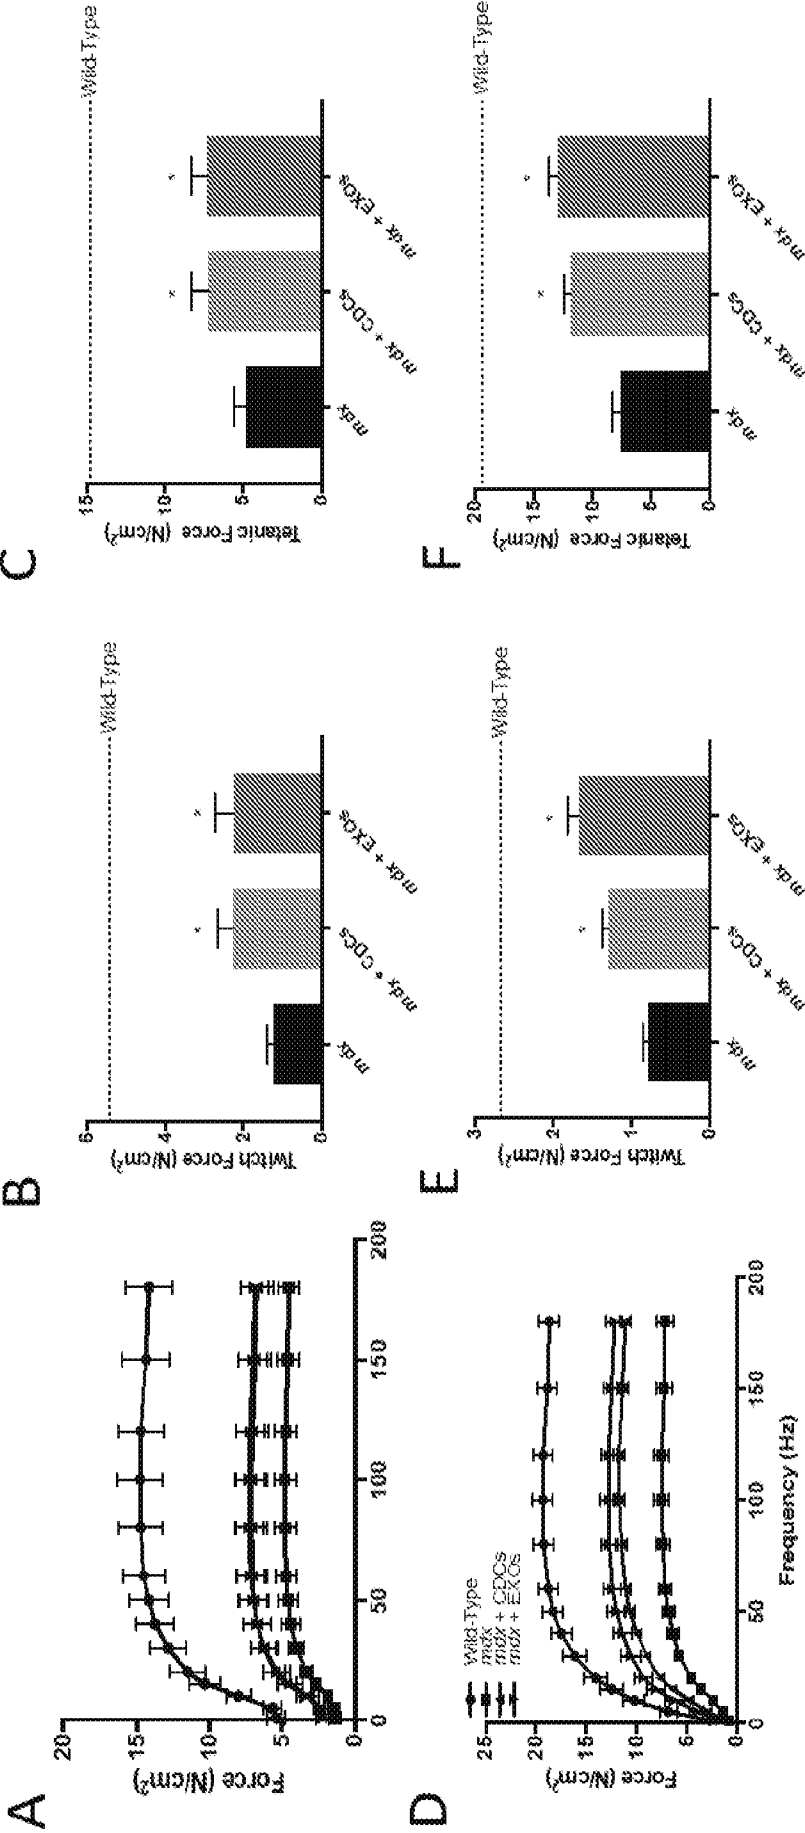 A
Force (N/cm²)
20
15
10
5
0
0
50
100
150
200
B
Twitch Force (N/cm²)
6
4
2
0
Wild-Type
*
*
mdx
mdx + CDCs
mdx + EXOs
C
Tetanic Force (N/cm²)
15
10
5
0
Wild-Type
*
*
mdx
mdx + CDCs
mdx + EXOs
D
Force (N/cm²)
25
20
15
10
5
0
Wild-Type
mdx
mdx + CDCs
mdx + EXOs
0
50
100
150
200
Frequency (Hz)
E
Twitch Force (N/cm²)
3
2
1
0
Wild-Type
*
*
mdx
mdx + CDCs
mdx + EXOs
F
Tetanic Force (N/cm²)
20
15
10
5
0
Wild-Type
*
*
mdx
mdx + CDCs
mdx + EXOs